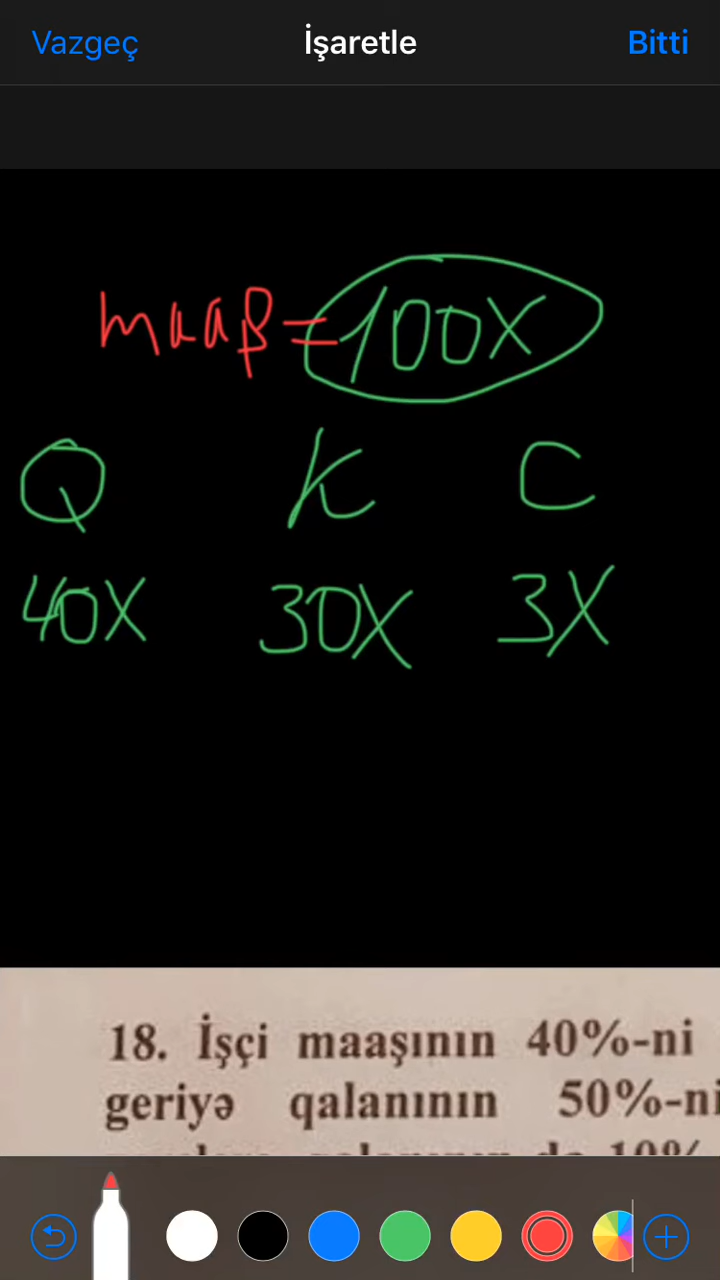 Vazgeç İşaretle Bitti
maaş=100X
Q K C
40X 30X 3X
18. İşçi maaşının 40%-ni
geriyə qalanının 50%-ni